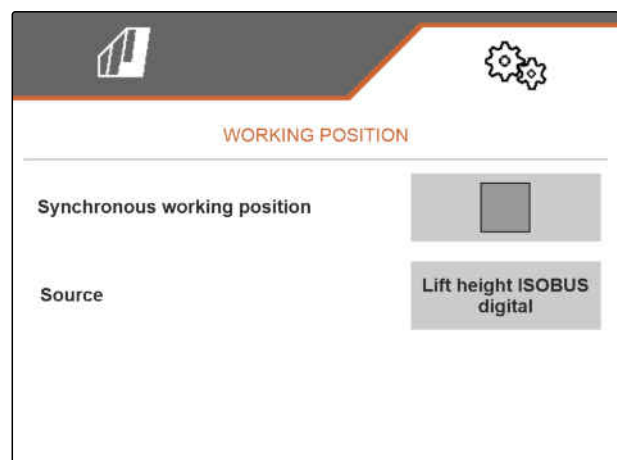 WORKING POSITION
Synchronous working position
Source
Lift height ISOBUS
digital